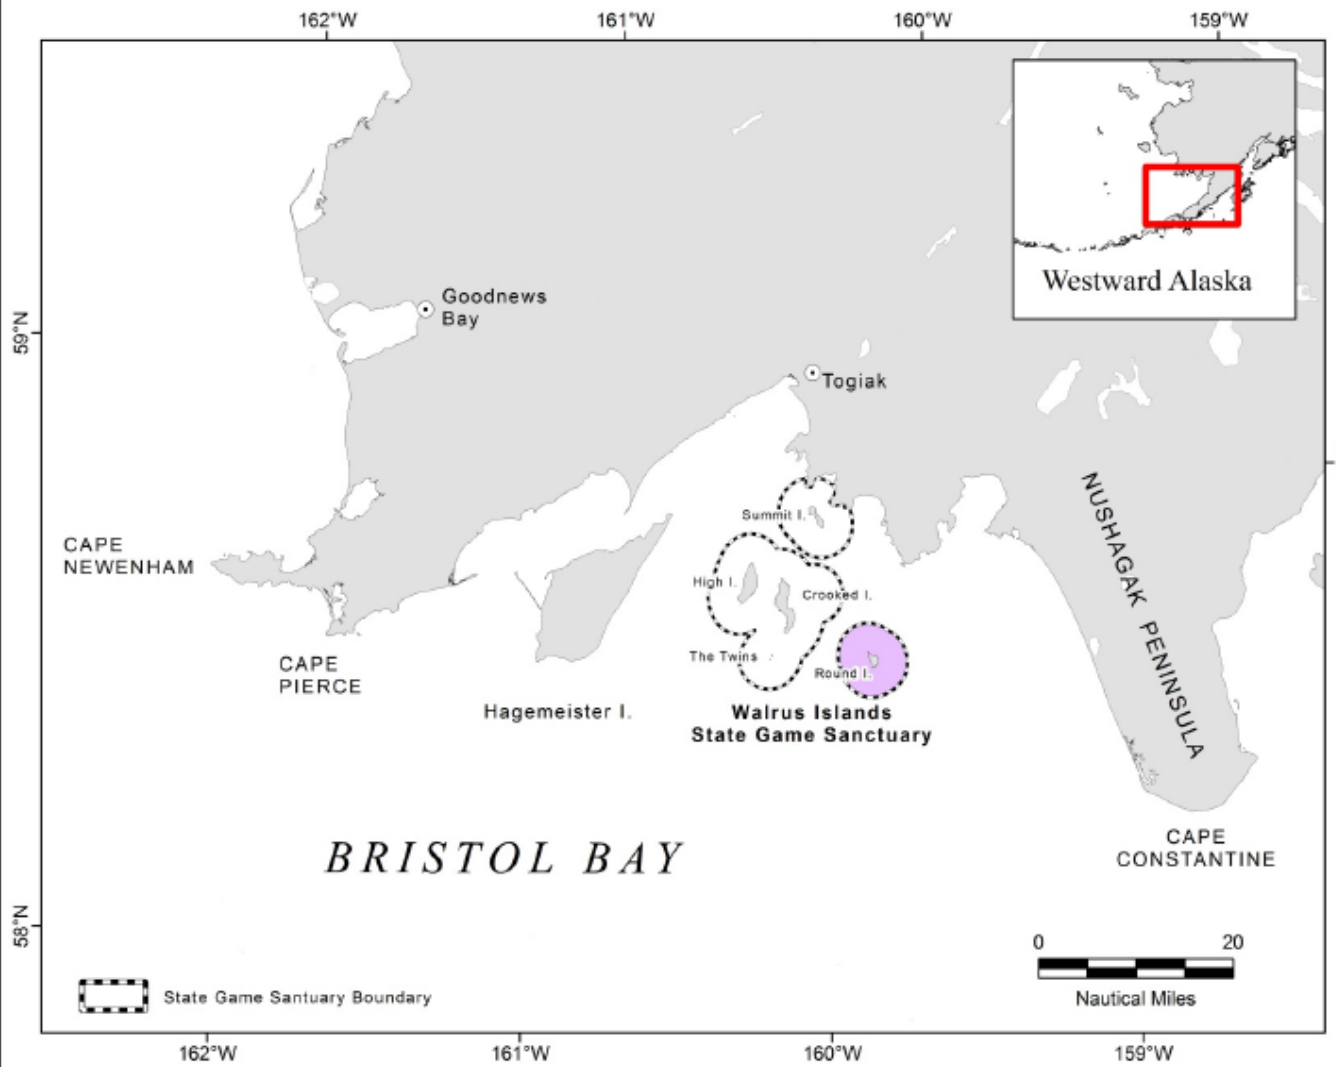 162°W 161°W 160°W 159°W
Westward Alaska
Goodnews
Bay
59°N
Togiak
NUSHAGAK PENINSULA
Summit I.
CAPE
NEWENHAM
High I.
Crooked I.
The Twins
Round I.
CAPE
PIERCE
Hagemeister I.
Walrus Islands
State Game Sanctuary
CAPE
CONSTANTINE
BRISTOL BAY
58°N
0 20
Nautical Miles
State Game Santuary Boundary
162°W 161°W 160°W 159°W